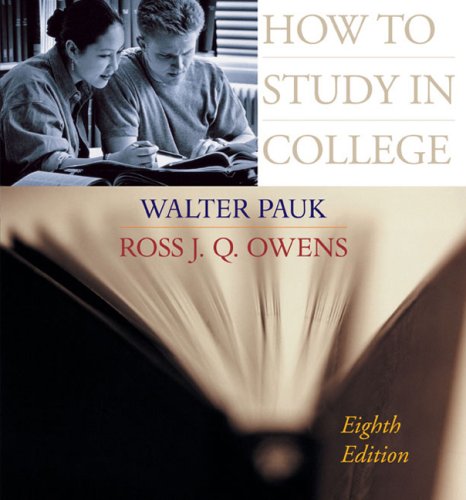 HOW TO
STUDY IN
COLLEGE
WALTER PAUK
ROSS J. Q. OWENS
Eighth
Edition